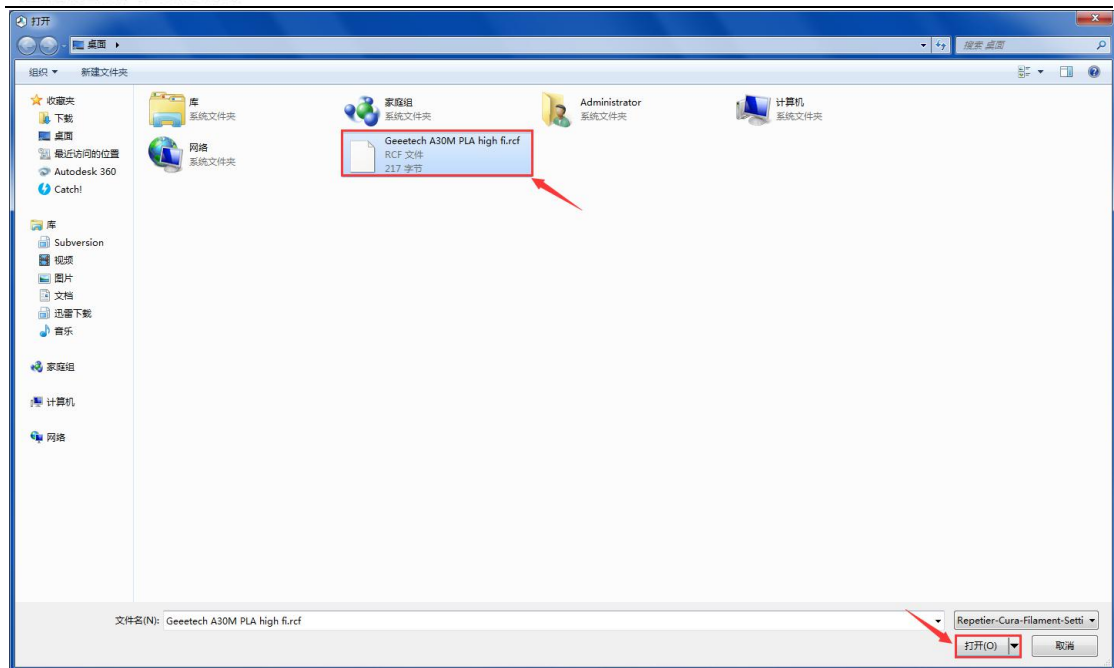 打开
桌面
搜索 桌面
组织
新建文件夹
收藏夹
下载
桌面
最近访问的位置
Autodesk 360
Catch!
库
Subversion
视频
图片
文档
迅雷下载
音乐
家庭组
计算机
网络
库
系统文件夹
家庭组
系统文件夹
Administrator
系统文件夹
计算机
系统文件夹
网络
系统文件夹
Geeetech A30M PLA high fi.rcf
RCF 文件
217 字节
文件名(N): Geeetech A30M PLA high fi.rcf
Repetier-Cura-Filament-Setti
打开(O)
取消